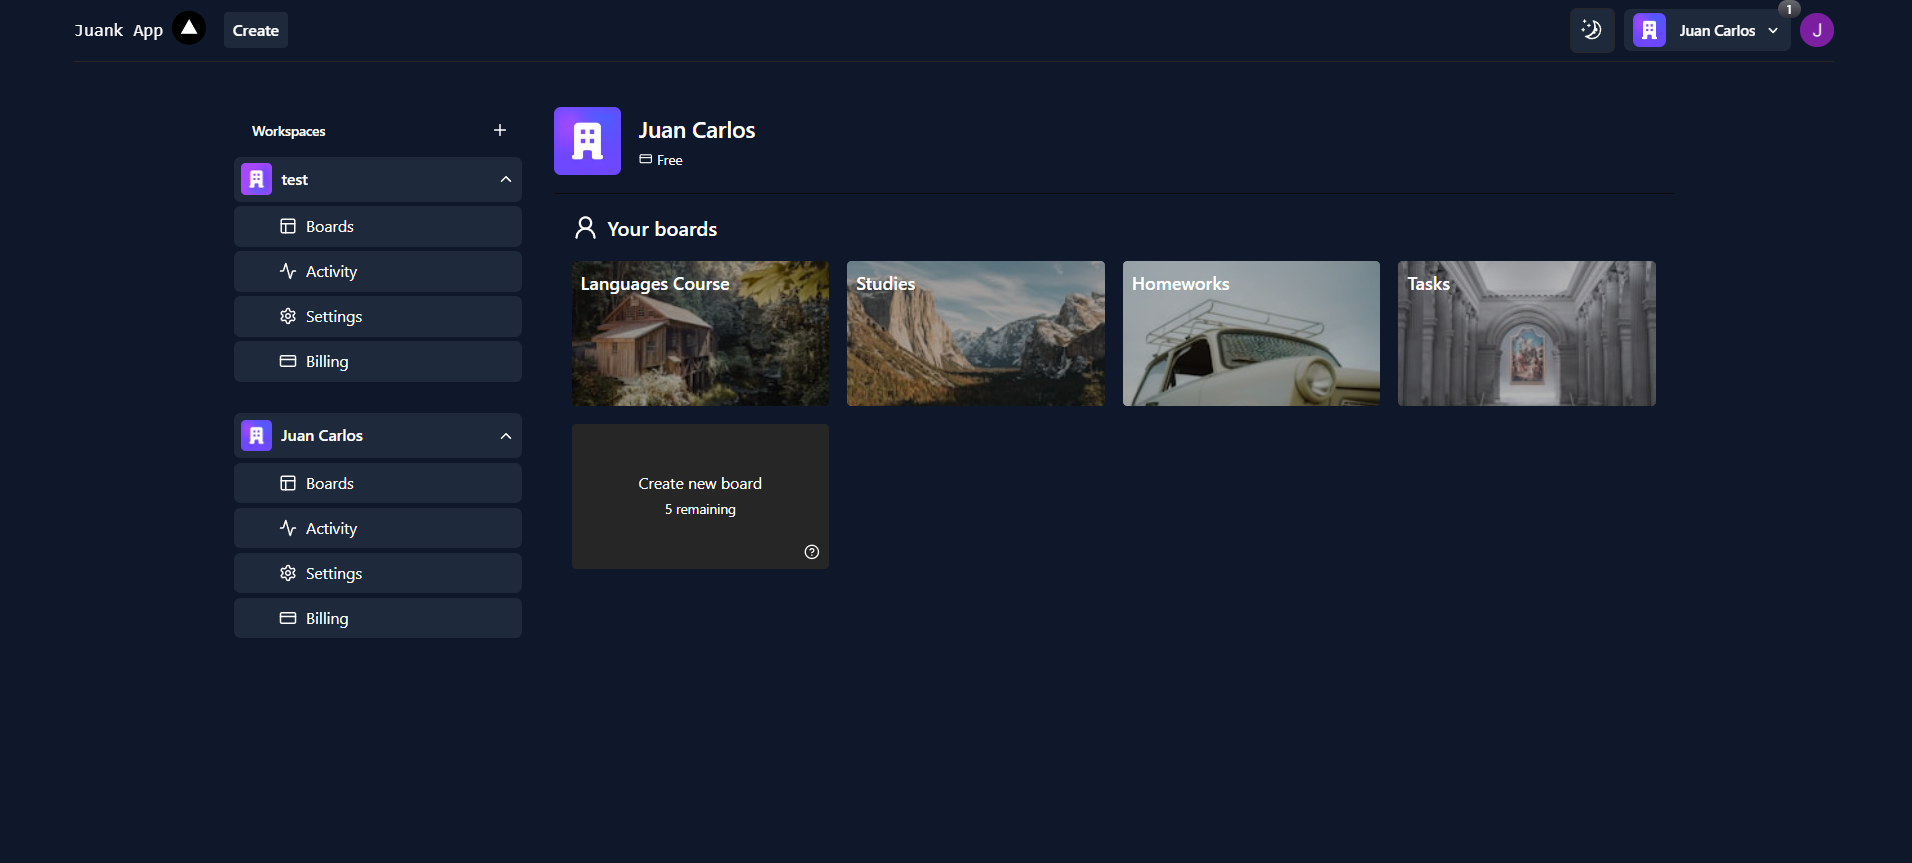 Juank App
Create
Juan Carlos
1
J
Workspaces
test
Boards
Activity
Settings
Billing
Juan Carlos
Boards
Activity
Settings
Billing
Juan Carlos
Free
Your boards
Languages Course
Studies
Homeworks
Tasks
Create new board
5 remaining